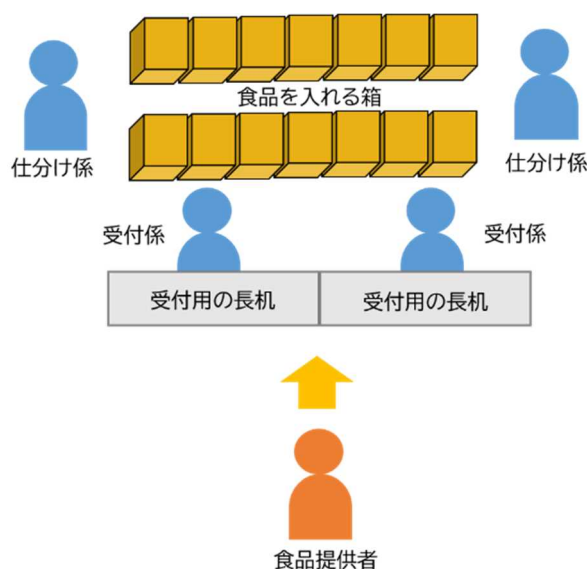 食品を入れる箱
仕分け係
仕分け係
受付係
受付係
受付用の長机
受付用の長机
食品提供者